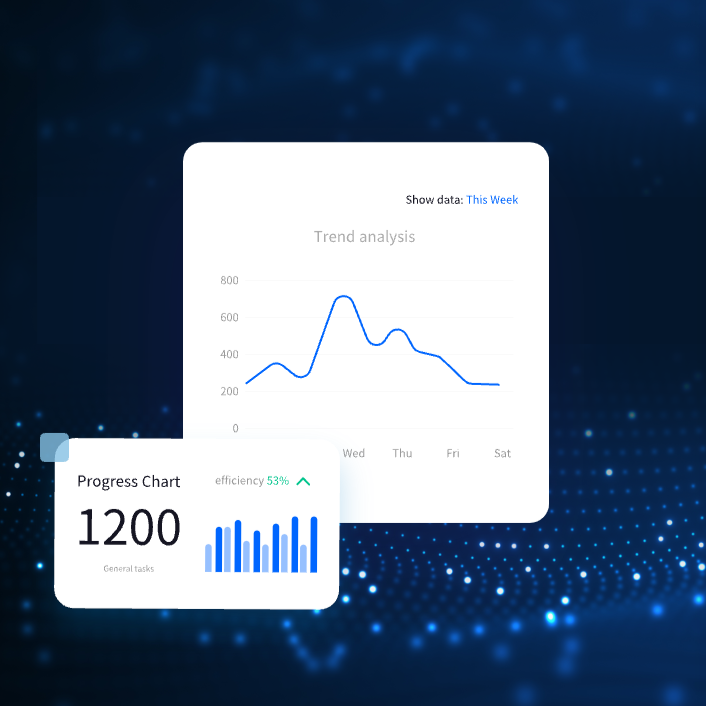 Show data: This Week
Trend analysis
800
600
400
200
0
Wed Thu Fri Sat
Progress Chart
efficiency 53%
1200
General tasks